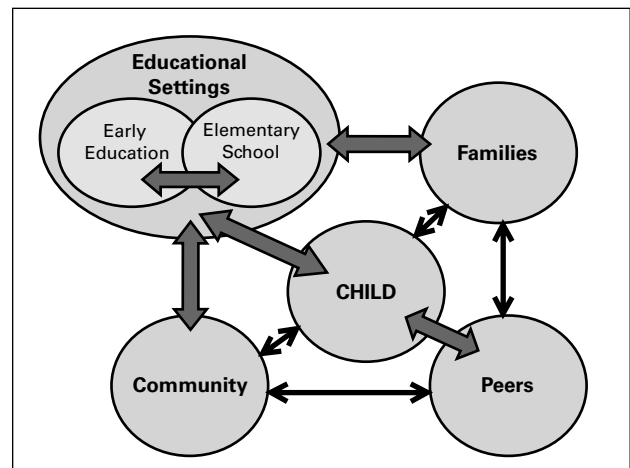 Educational
Settings
Early
Education
Elementary
School
Families
CHILD
Community
Peers